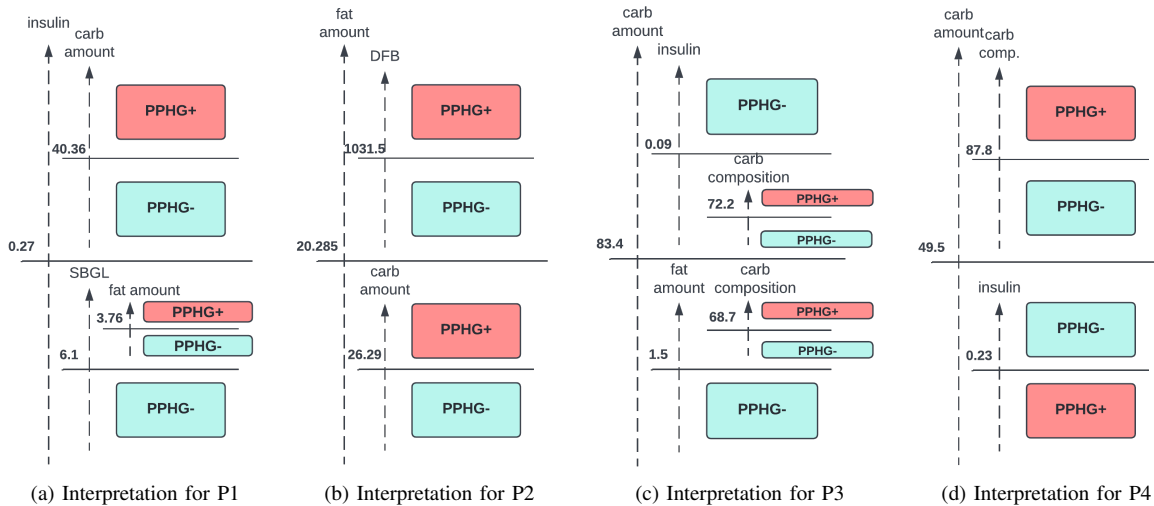 insulin
carb
amount
PPHG+
40.36
PPHG-
0.27
SBGL
fat amount
PPHG+
3.76
PPHG-
6.1
PPHG-
(a) Interpretation for P1
fat
amount
DFB
PPHG+
1031.5
PPHG-
20.285
carb
amount
PPHG+
26.29
PPHG-
(b) Interpretation for P2
carb
amount
insulin
PPHG-
0.09
carb
composition
PPHG+
72.2
PPHG-
83.4
fat
amount
carb
composition
PPHG+
68.7
PPHG-
1.5
PPHG-
(c) Interpretation for P3
carb
amount
carb
comp.
PPHG+
87.8
PPHG-
49.5
insulin
PPHG-
0.23
PPHG+
(d) Interpretation for P4